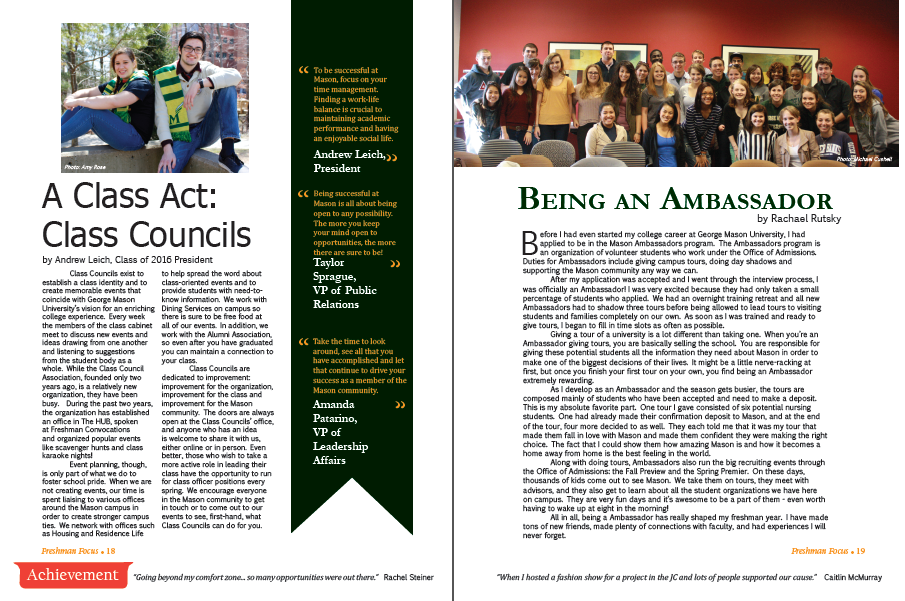 Photo: Amy Rose
A Class Act:
Class Councils
by Andrew Leich, Class of 2016 President
Class Councils exist to
establish a class identity and to
create memorable events that
coincide with George Mason
University's vision for an enriching
college experience. Every week
the members of the class cabinet
meet to discuss new events and
ideas drawing from one another
and listening to suggestions
from the student body as a
whole. While the Class Council
Association, founded only two
years ago, is a relatively new
organization, they have been
busy. During the past two years,
the organization has established
an office in The HUB, spoken
at Freshman Convocations
and organized popular events
like scavenger hunts and class
karaoke nights!
Event planning, though,
is only part of what we do to
foster school pride. When we are
not creating events, our time is
spent liaising to various offices
around the Mason campus in
order to create stronger campus
ties. We network with offices such
as Housing and Residence Life
to help spread the word about
class-oriented events and to
provide students with need-to-
know information. We work with
Dining Services on campus so
there is sure to be free food at
all of our events. In addition, we
work with the Alumni Association,
so even after you have graduated
you can maintain a connection to
your class.
Class Councils are
dedicated to improvement:
improvement for the organization,
improvement for the class and
improvement for the Mason
community. The doors are always
open at the Class Councils' office,
and anyone who has an idea
is welcome to share it with us,
either online or in person. Even
better, those who wish to take a
more active role in leading their
class have the opportunity to run
for class officer positions every
spring. We encourage everyone
in the Mason community to get
in touch or to come out to our
events to see, first-hand, what
Class Councils can do for you.
“ To be successful at
Mason, focus on your
time management.
Finding a work-life
balance is crucial to
maintaining academic
performance and having
an enjoyable social life.
Andrew Leich, ”
President
“ Being successful at
Mason is all about being
open to any possibility.
The more you keep
your mind open to
opportunities, the more
there are sure to be!
Taylor ”
Sprague,
VP of Public
Relations
“ Take the time to look
around, see all that you
have accomplished and let
that continue to drive your
success as a member of the
Mason community.
Amanda ”
Patarino,
VP of
Leadership
Affairs
Freshman Focus • 18
Achievement
"Going beyond my comfort zone... so many opportunities were out there." Rachel Steiner
Photo: Michael Cushell
Being an Ambassador
by Rachael Rutsky
Before I had even started my college career at George Mason University, I had
applied to be in the Mason Ambassadors program. The Ambassadors program is
an organization of volunteer students who work under the Office of Admissions.
Duties for Ambassadors include giving campus tours, doing day shadows and
supporting the Mason community any way we can.
After my application was accepted and I went through the interview process, I
was officially an Ambassador! I was very excited because they had only taken a small
percentage of students who applied. We had an overnight training retreat and all new
Ambassadors had to shadow three tours before being allowed to lead tours to visiting
students and families completely on our own. As soon as I was trained and ready to
give tours, I began to fill in time slots as often as possible.
Giving a tour of a university is a lot different than taking one. When you're an
Ambassador giving tours, you are basically selling the school. You are responsible for
giving these potential students all the information they need about Mason in order to
make one of the biggest decisions of their lives. It might be a little nerve-racking at
first, but once you finish your first tour on your own, you find being an Ambassador
extremely rewarding.
As I develop as an Ambassador and the season gets busier, the tours are
composed mainly of students who have been accepted and need to make a deposit.
This is my absolute favorite part. One tour I gave consisted of six potential nursing
students. One had already made their confirmation deposit to Mason, and at the end
of the tour, four more decided to as well. They each told me that it was my tour that
made them fall in love with Mason and made them confident they were making the right
choice. The fact that I could show them how amazing Mason is and how it becomes a
home away from home is the best feeling in the world.
Along with doing tours, Ambassadors also run the big recruiting events through
the Office of Admissions: the Fall Preview and the Spring Premier. On these days,
thousands of kids come out to see Mason. We take them on tours, they meet with
advisors, and they also get to learn about all the student organizations we have here
on campus. They are very fun days and it's awesome to be a part of them - even worth
having to wake up at eight in the morning!
All in all, being a Ambassador has really shaped my freshman year. I have made
tons of new friends, made plenty of connections with faculty, and had experiences I will
never forget.
Freshman Focus • 19
"When I hosted a fashion show for a project in the JC and lots of people supported our cause." Caitlin McMurray